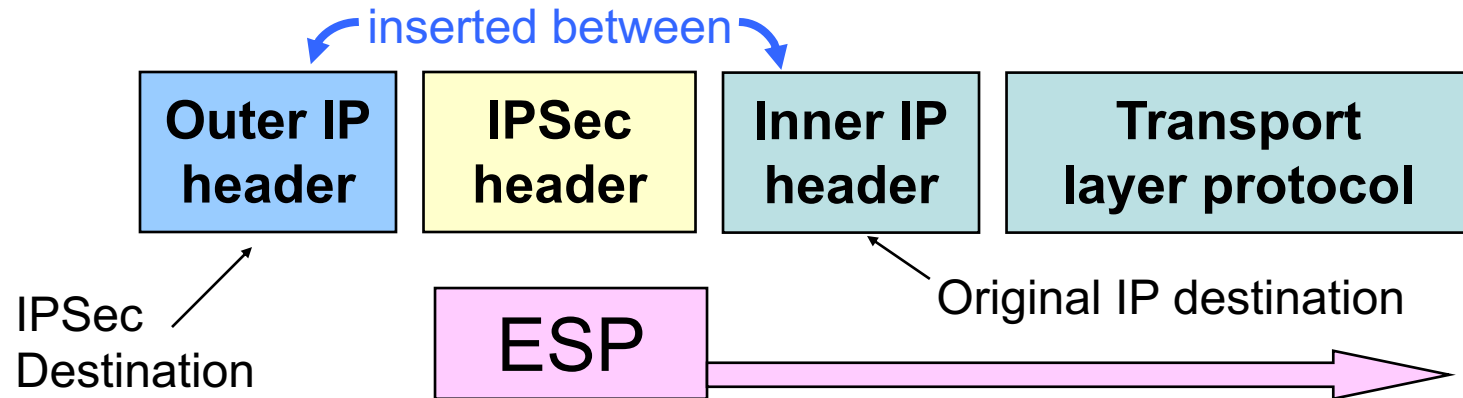 inserted between
Outer IP
header
IPSec
header
Inner IP
header
Transport
layer protocol
IPSec
Destination
ESP
Original IP destination